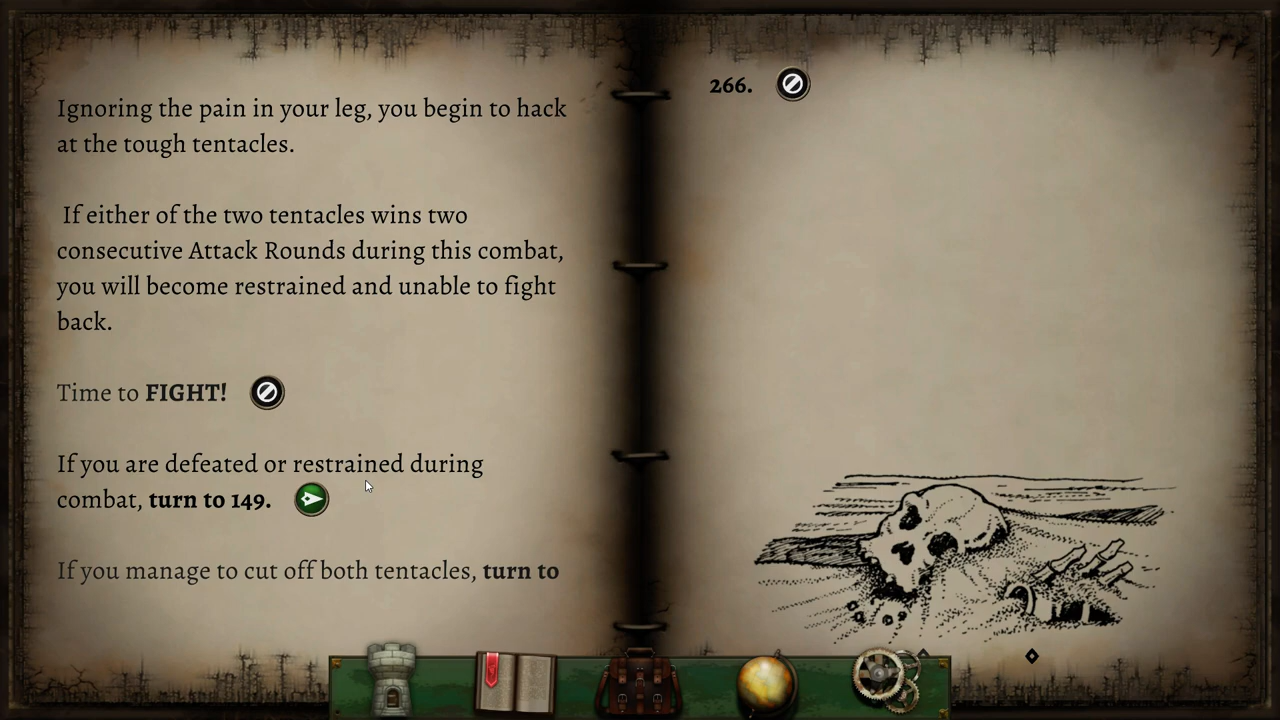 Ignoring the pain in your leg, you begin to hack
at the tough tentacles.
If either of the two tentacles wins two
consecutive Attack Rounds during this combat,
you will become restrained and unable to fight
back.
Time to FIGHT!
If you are defeated or restrained during
combat, turn to 149.
If you manage to cut off both tentacles, turn to
266.